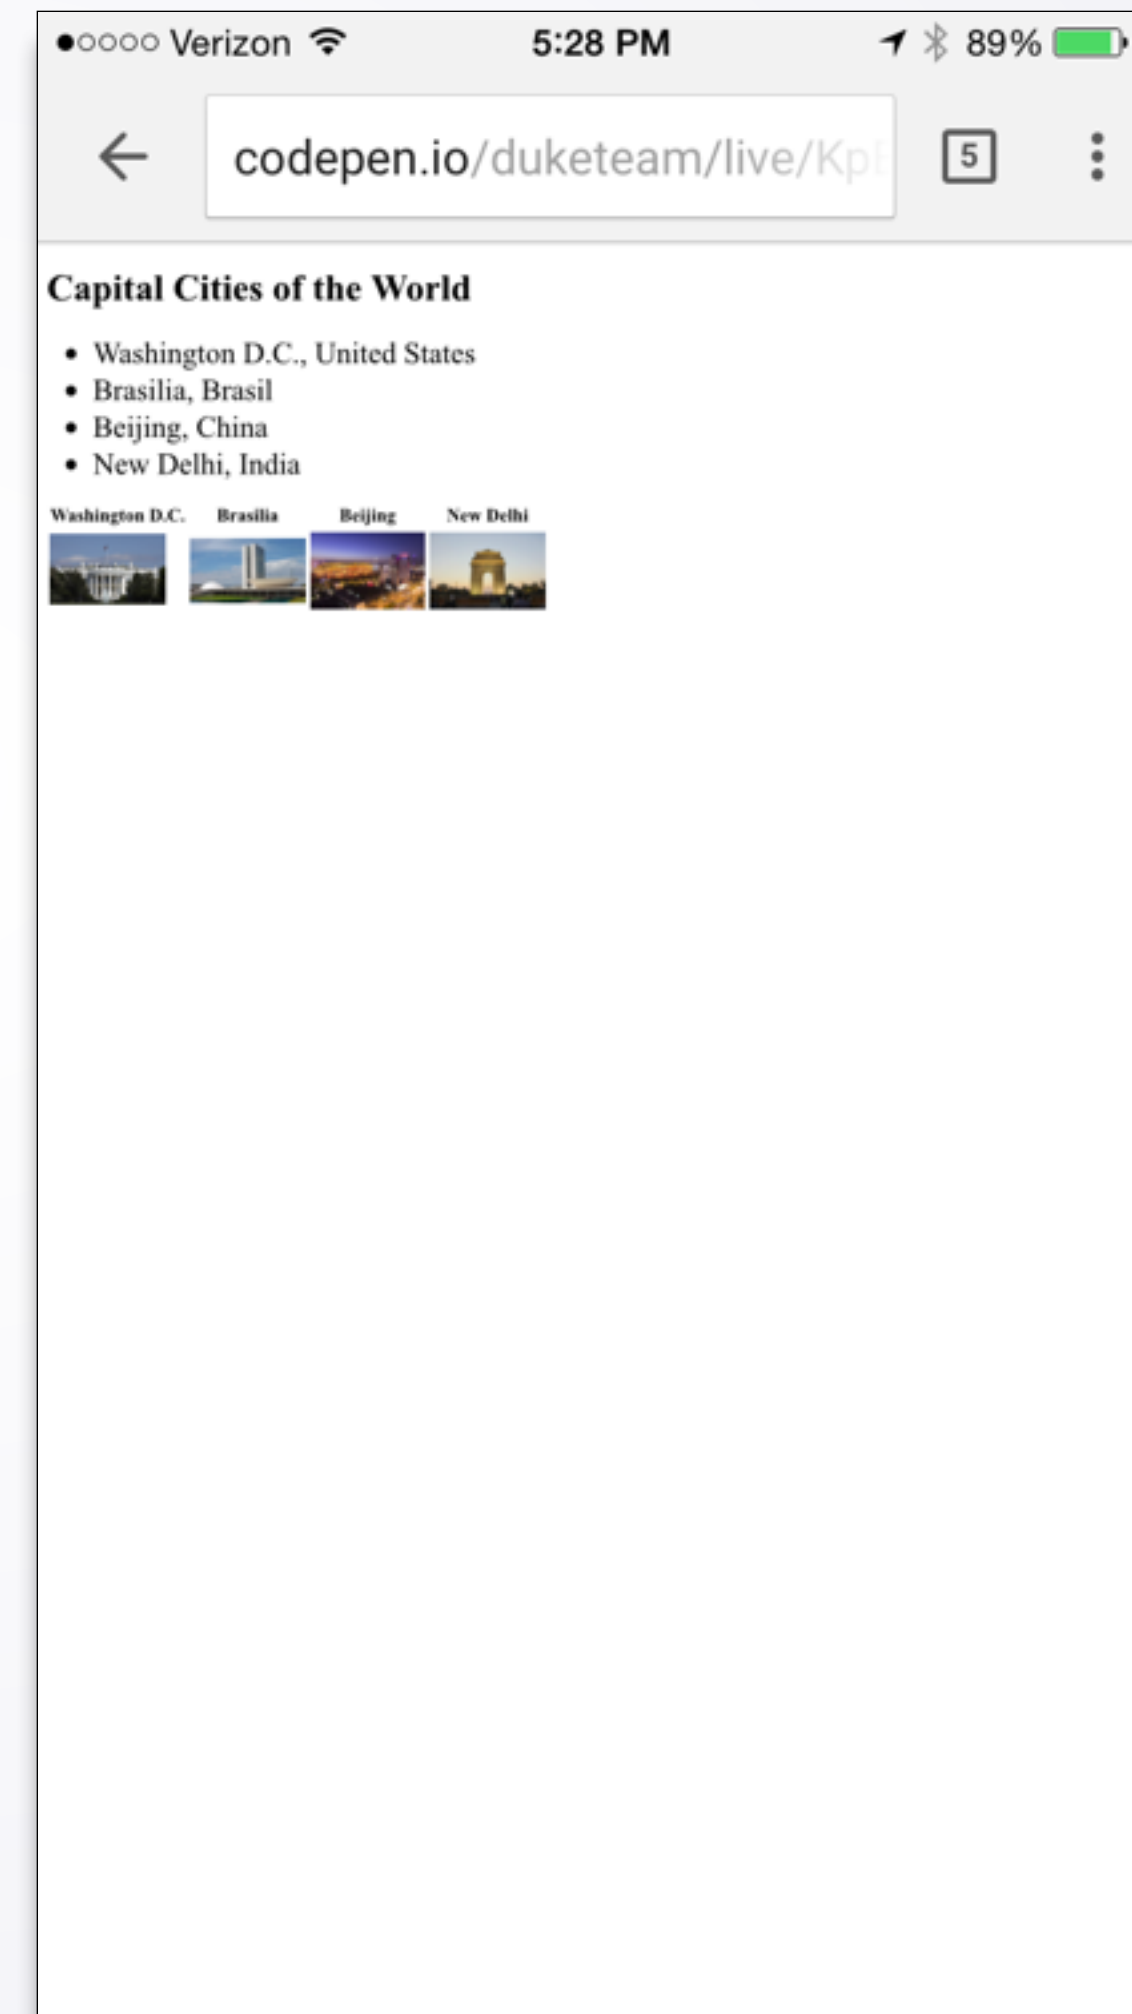 Verizon 5:28 PM 89%
codepen.io/duketeam/live/Kp 5
Capital Cities of the World
• Washington D.C., United States
• Brasilia, Brasil
• Beijing, China
• New Delhi, India
Washington D.C. Brasilia Beijing New Delhi